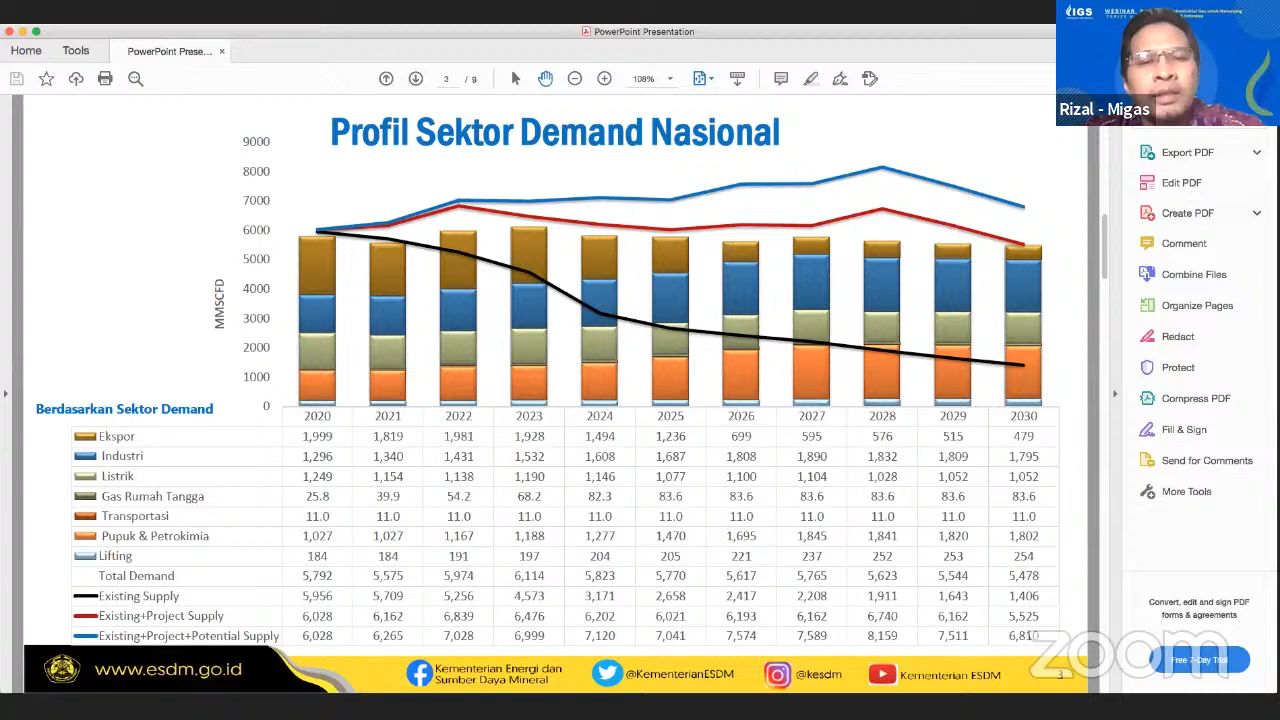 PowerPoint Presentation
Home Tools PowerPoint Prese... ×
3 / 9 108%
IGS WEBINAR
SERIES
Rizal - Migas
Profil Sektor Demand Nasional
MMSCFD
9000
8000
7000
6000
5000
4000
3000
2000
1000
0
Berdasarkan Sektor Demand 2020 2021 2022 2023 2024 2025 2026 2027 2028 2029 2030
Ekspor 1,999 1,819 1,981 1,928 1,494 1,236 699 595 576 515 479
Industri 1,296 1,340 1,431 1,532 1,608 1,687 1,808 1,890 1,832 1,809 1,795
Listrik 1,249 1,154 1,138 1,190 1,146 1,077 1,100 1,104 1,028 1,052 1,052
Gas Rumah Tangga 25.8 39.9 54.2 68.2 82.3 83.6 83.6 83.6 83.6 83.6 83.6
Transportasi 11.0 11.0 11.0 11.0 11.0 11.0 11.0 11.0 11.0 11.0 11.0
Pupuk & Petrokimia 1,027 1,027 1,167 1,188 1,277 1,470 1,695 1,845 1,841 1,820 1,802
Lifting 184 184 191 197 204 205 221 237 252 253 254
Total Demand 5,792 5,575 5,974 6,114 5,823 5,770 5,617 5,765 5,623 5,544 5,478
Existing Supply 5,956 5,709 5,256 4,573 3,171 2,658 2,417 2,208 1,911 1,643 1,406
Existing+Project Supply 6,028 6,162 6,839 6,476 6,202 6,021 6,193 6,162 6,740 6,162 5,525
Existing+Project+Potential Supply 6,028 6,265 7,028 6,999 7,120 7,041 7,574 7,589 8,159 7,511 6,810
www.esdm.go.id
Kementerian Energi dan
Sumber Daya Mineral
@KementerianESDM
@kesdm
Kementerian ESDM
3
Export PDF
Edit PDF
Create PDF
Comment
Combine Files
Organize Pages
Redact
Protect
Compress PDF
Fill & Sign
Send for Comments
More Tools
Convert, edit and sign PDF
forms & agreements
Free 7-Day Trial
zoom